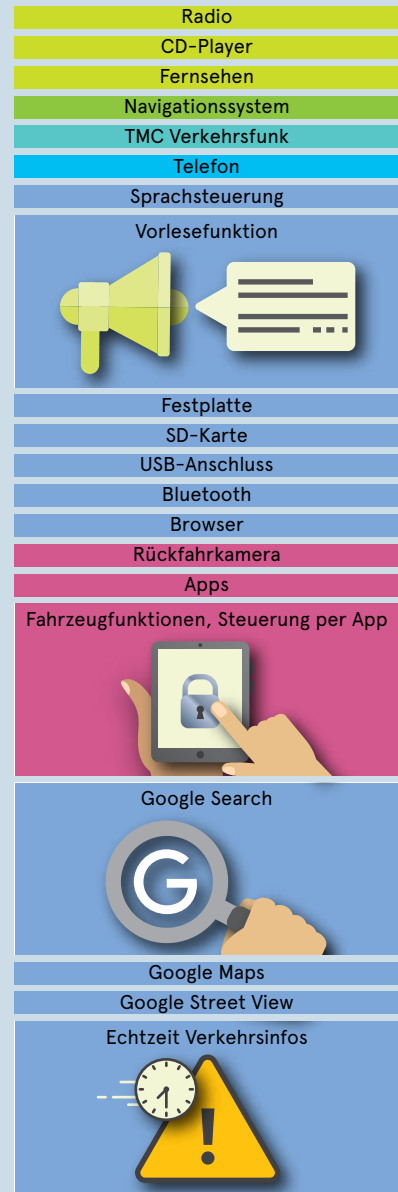 Radio
CD-Player
Fernsehen
Navigationssystem
TMC Verkehrsfunk
Telefon
Sprachsteuerung
Vorlesefunktion
Festplatte
SD-Karte
USB-Anschluss
Bluetooth
Browser
Rückfahrkamera
Apps
Fahrzeugfunktionen, Steuerung per App
Google Search
G
Google Maps
Google Street View
Echtzeit Verkehrsinfos
!